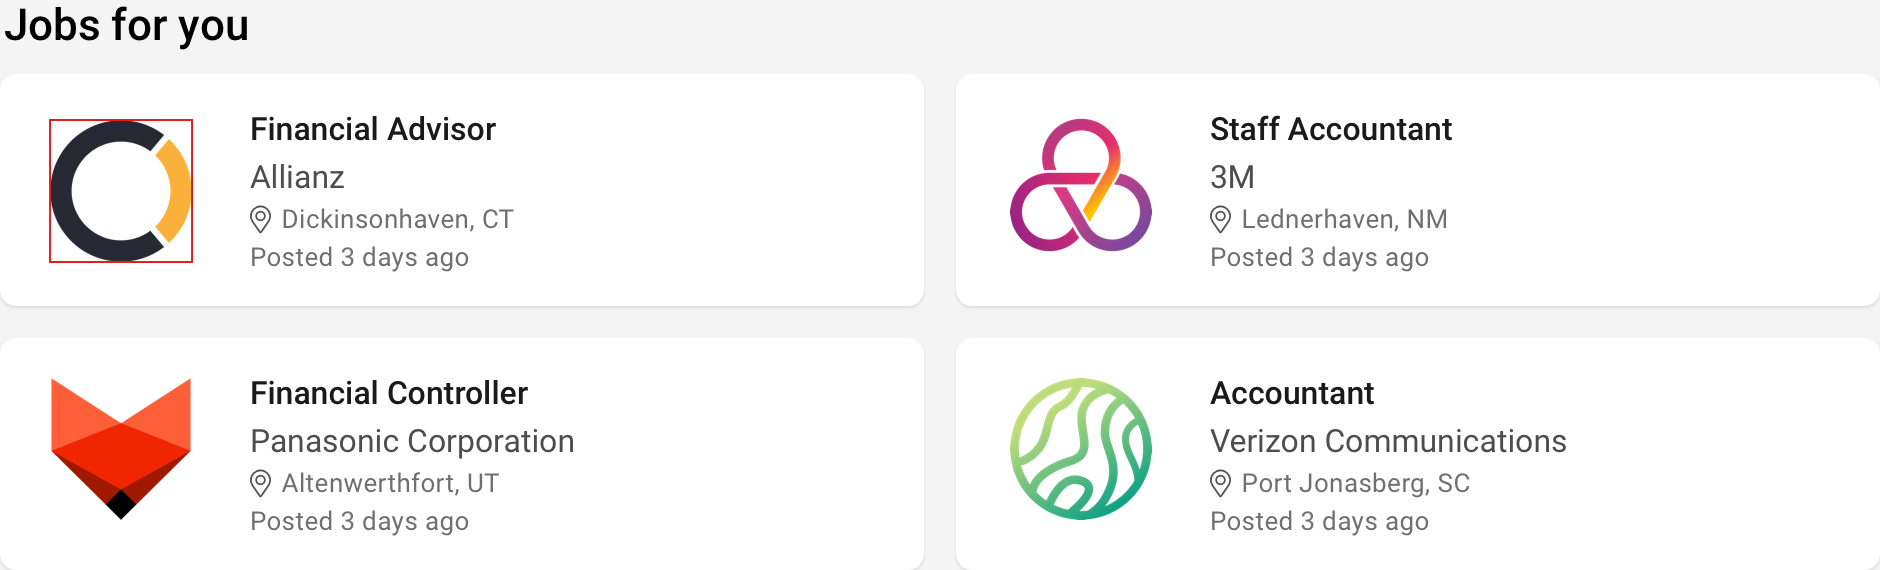 Jobs for you
Financial Advisor
Allianz
Dickinsonhaven, CT
Posted 3 days ago
Staff Accountant
3M
Lednerhaven, NM
Posted 3 days ago
Financial Controller
Panasonic Corporation
Altenwerthfort, UT
Posted 3 days ago
Accountant
Verizon Communications
Port Jonasberg, SC
Posted 3 days ago